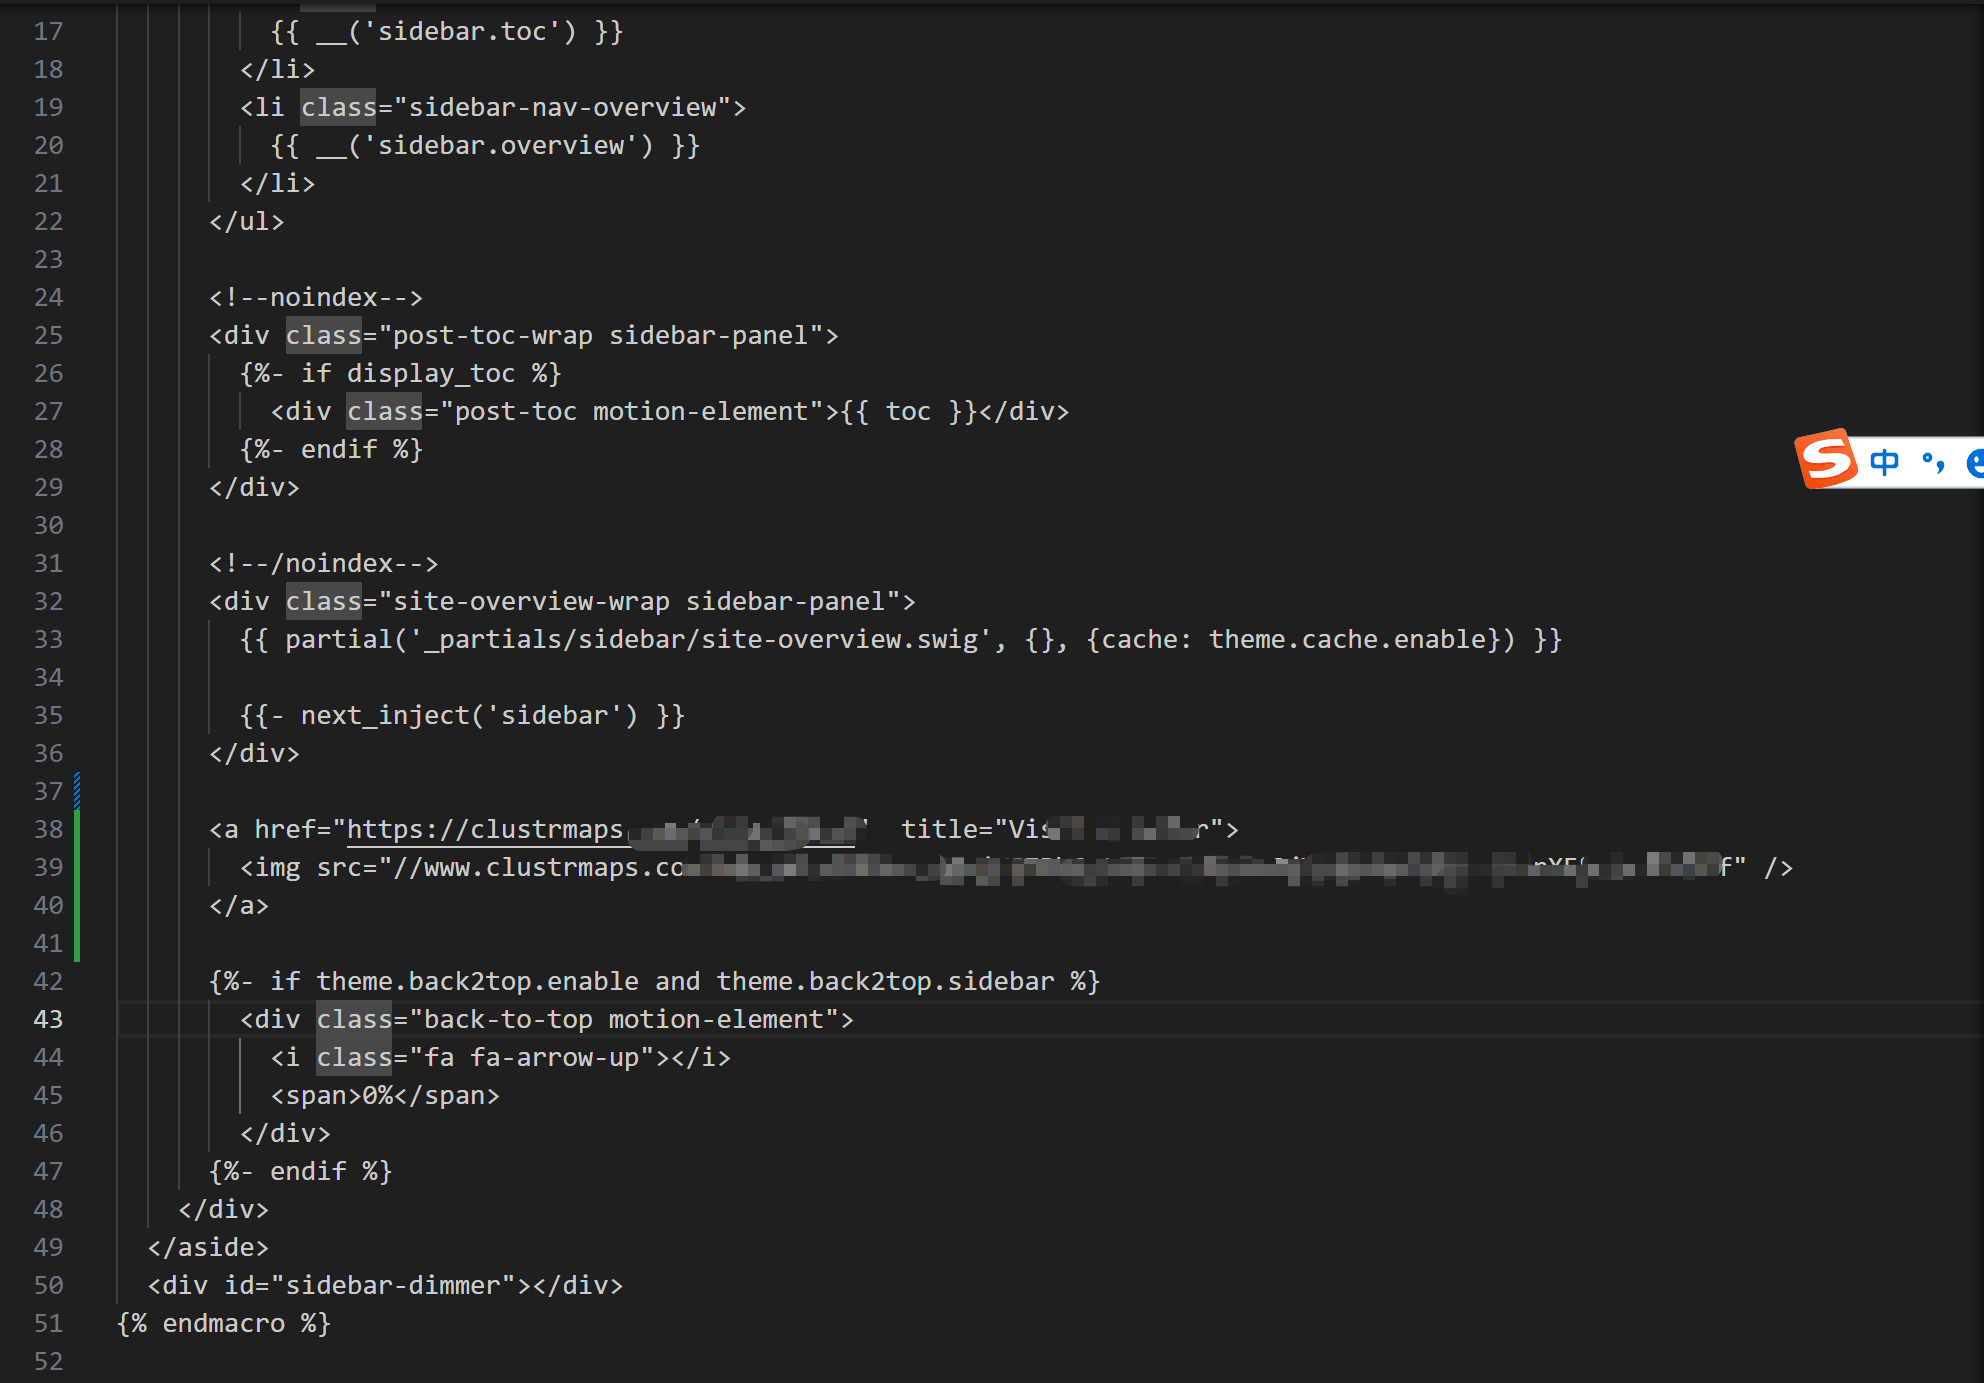 17 {{ __('sidebar.toc') }}
18 </li>
19 <li class="sidebar-nav-overview">
20 {{ __('sidebar.overview') }}
21 </li>
22 </ul>
23
24 <!--noindex-->
25 <div class="post-toc-wrap sidebar-panel">
26 {%- if display_toc %}
27 <div class="post-toc motion-element">{{ toc }}</div>
28 {%- endif %}
29 </div>
30
31 <!--/noindex-->
32 <div class="site-overview-wrap sidebar-panel">
33 {{ partial('_partials/sidebar/site-overview.swig', {}, {cache: theme.cache.enable}) }}
34
35 {{- next_inject('sidebar') }}
36 </div>
37
38 <a href="https://clustrmaps. title="Vis r">
39 <img src="//www.clustrmaps.co f" />
40 </a>
41
42 {%- if theme.back2top.enable and theme.back2top.sidebar %}
43 <div class="back-to-top motion-element">
44 <i class="fa fa-arrow-up"></i>
45 <span>0%</span>
46 </div>
47 {%- endif %}
48 </div>
49 </aside>
50 <div id="sidebar-dimmer"></div>
51 {% endmacro %}
52
S 中 °,